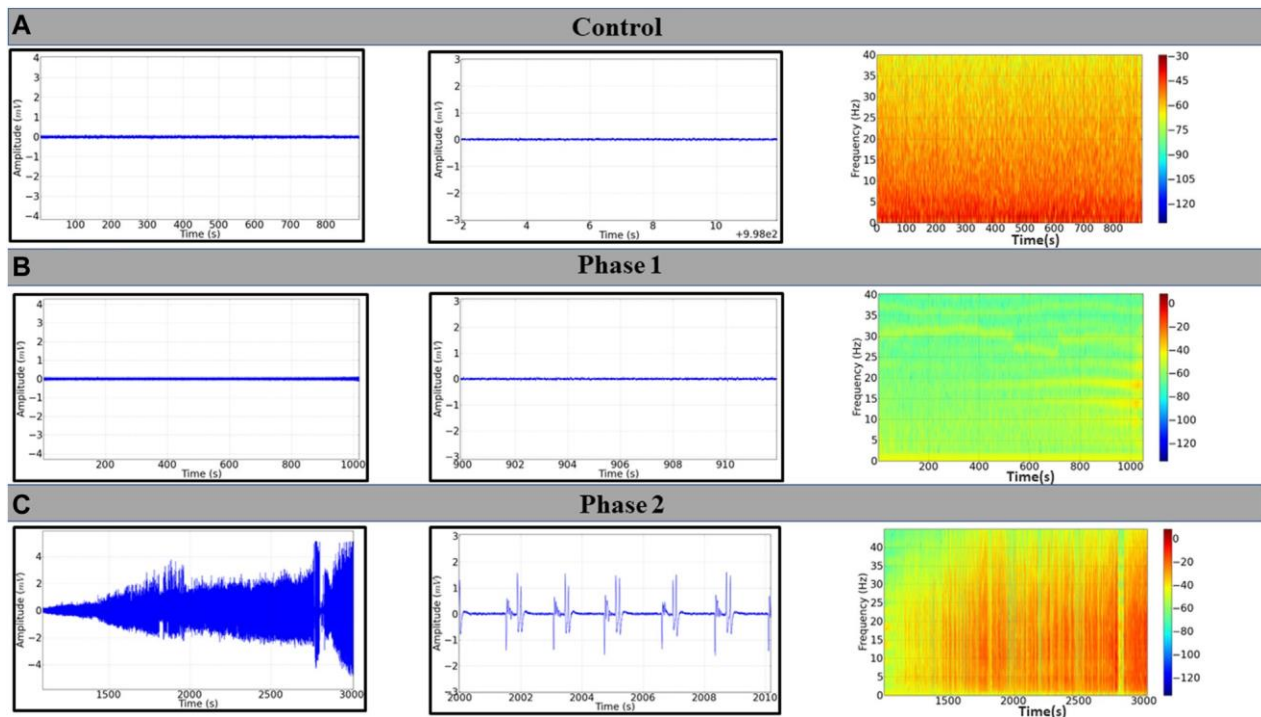 A
Control
4
3
2
1
0
−1
−2
−3
−4
Amplitude (mV)
100 200 300 400 500 600 700 800
Time (s)
3
2
1
0
−1
−2
−3
Amplitude (mV)
2 4 6 8 10
+9.98e2
Time (s)
40
35
30
25
20
15
10
5
0
Frequency (Hz)
0 100 200 300 400 500 600 700 800
Time(s)
−30
−45
−60
−75
−90
−105
−120
B
Phase 1
4
3
2
1
0
−1
−2
−3
−4
Amplitude (mV)
200 400 600 800 1000
Time (s)
3
2
1
0
−1
−2
−3
Amplitude (mV)
900 902 904 906 908 910
Time (s)
40
35
30
25
20
15
10
5
0
Frequency (Hz)
200 400 600 800 1000
Time(s)
0
−20
−40
−60
−80
−100
−120
C
Phase 2
4
2
0
−2
−4
Amplitude (mV)
1500 2000 2500 3000
Time (s)
3
2
1
0
−1
−2
−3
Amplitude (mV)
2000 2002 2004 2006 2008 2010
Time (s)
40
35
30
25
20
15
10
5
0
Frequency (Hz)
1500 2000 2500 3000
Time(s)
0
−20
−40
−60
−80
−100
−120